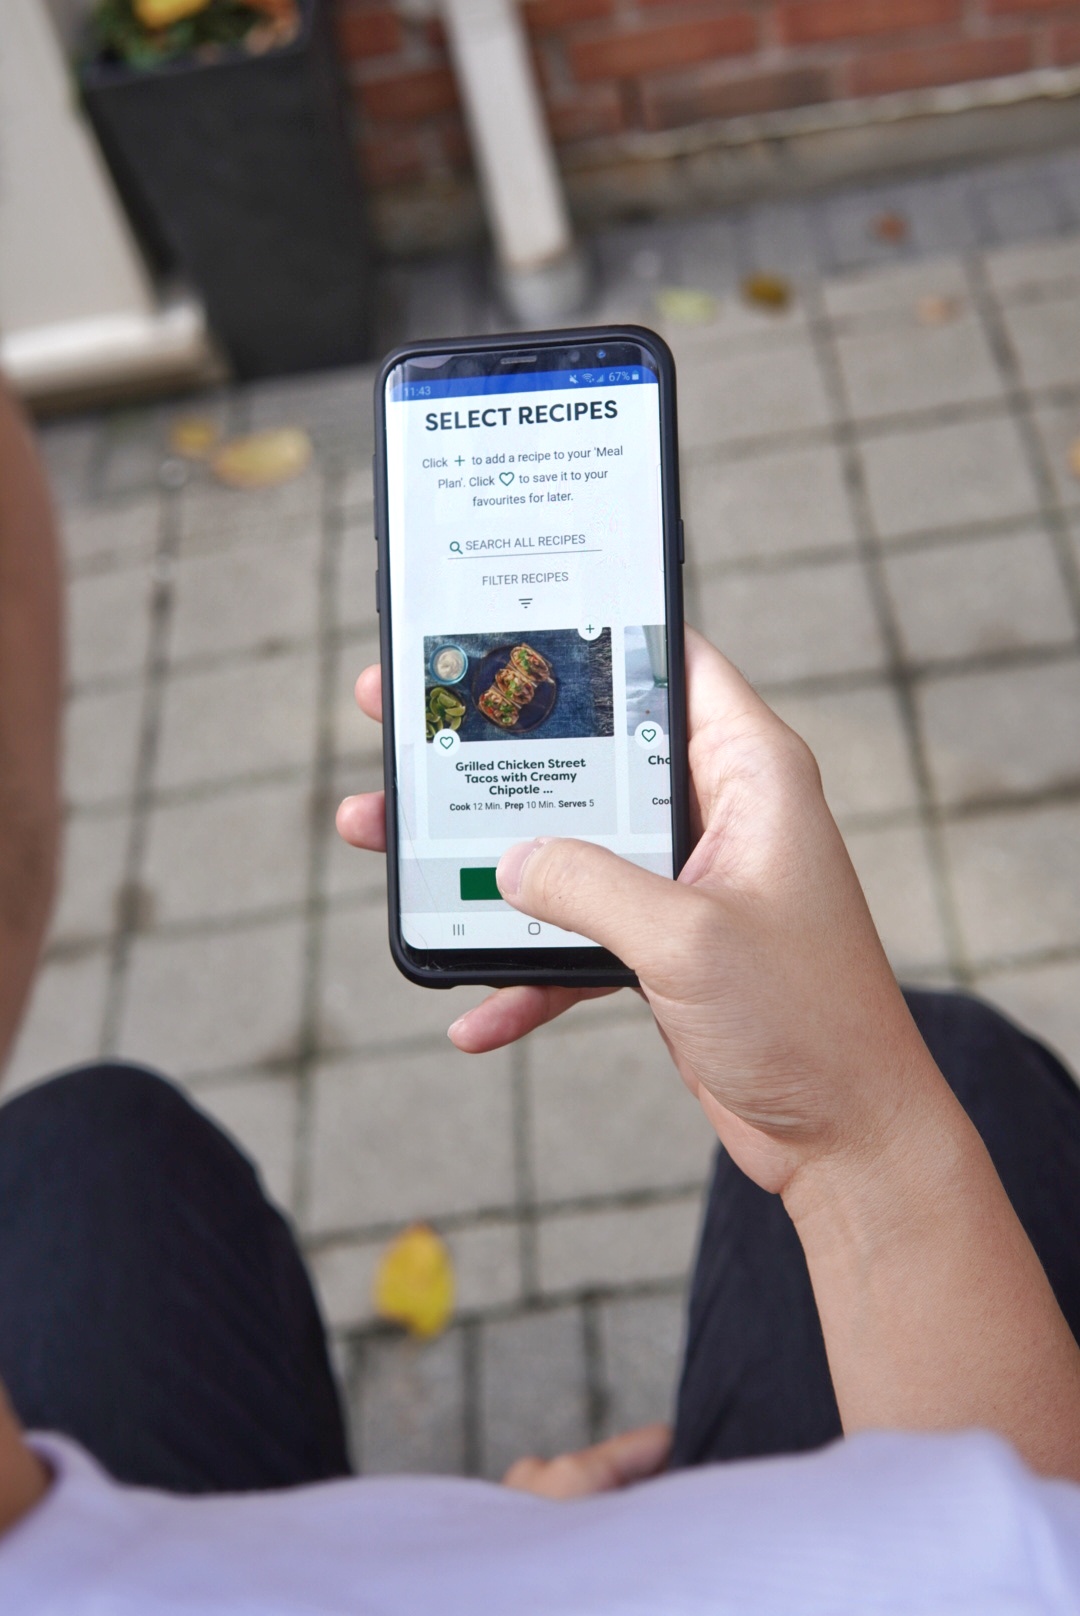 11:43 67%
SELECT RECIPES
Click + to add a recipe to your 'Meal
Plan'. Click ♡ to save it to your
favourites for later.
SEARCH ALL RECIPES
FILTER RECIPES
+
Grilled Chicken Street
Tacos with Creamy
Chipotle ...
Cook 12 Min. Prep 10 Min. Serves 5
Cho
Cool